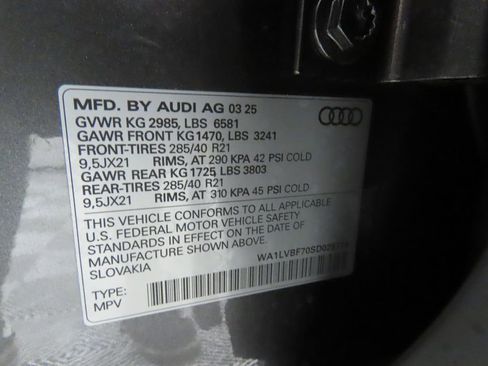 MFD. BY AUDI AG 03 25
GVWR KG 2985, LBS 6581
GAWR FRONT KG1470, LBS 3241
FRONT-TIRES 285/40 R21
9,5JX21 RIMS, AT 290 KPA 42 PSI COLD
GAWR REAR KG 1725, LBS 3803
REAR-TIRES 285/40 R21
9,5JX21 RIMS, AT 310 KPA 45 PSI COLD
THIS VEHICLE CONFORMS TO ALL APPLICABLE
U.S. FEDERAL MOTOR VEHICLE SAFETY
STANDARDS IN EFFECT ON THE DATE OF
MANUFACTURE SHOWN ABOVE.
SLOVAKIA
TYPE:
MPV